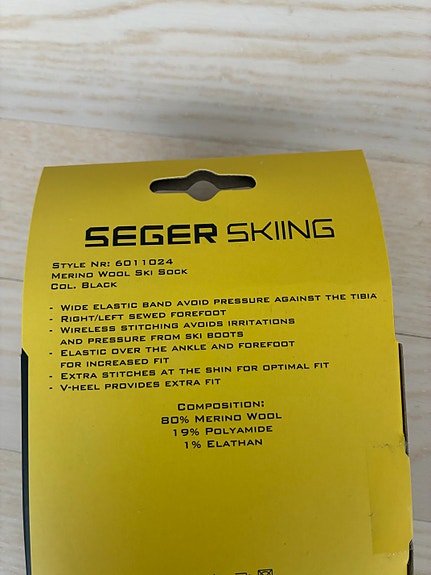 SEGER SKIING
STYLE NR: 6011024
MERINO WOOL SKI SOCK
COL. BLACK
- WIDE ELASTIC BAND AVOID PRESSURE AGAINST THE TIBIA
- RIGHT/LEFT SEWED FOREFOOT
- WIRELESS STITCHING AVOIDS IRRITATIONS
AND PRESSURE FROM SKI BOOTS
- ELASTIC OVER THE ANKLE AND FOREFOOT
FOR INCREASED FIT
- EXTRA STITCHES AT THE SHIN FOR OPTIMAL FIT
- V-HEEL PROVIDES EXTRA FIT
COMPOSITION:
80% MERINO WOOL
19% POLYAMIDE
1% ELATHAN